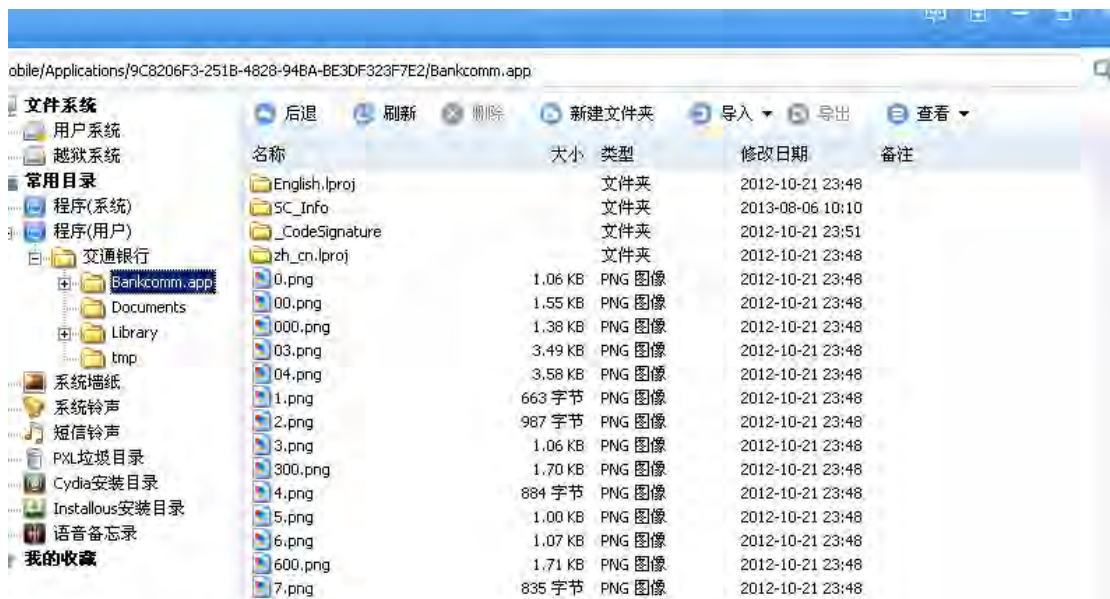 obile/Applications/9C8206F3-251B-4828-94BA-BE3DF323F7E2/Bankcomm.app
文件系统
用户系统
越狱系统
常用目录
程序(系统)
程序(用户)
交通银行
Bankcomm.app
Documents
Library
tmp
系统墙纸
系统铃声
短信铃声
PXL垃圾目录
Cydia安装目录
Installous安装目录
语音备忘录
我的收藏
后退 刷新 删除 新建文件夹 导入 导出 查看
名称 大小 类型 修改日期 备注
English.lproj 文件夹 2012-10-21 23:48
SC_Info 文件夹 2013-08-06 10:10
_CodeSignature 文件夹 2012-10-21 23:51
zh_cn.lproj 文件夹 2012-10-21 23:48
0.png 1.06 KB PNG 图像 2012-10-21 23:48
00.png 1.55 KB PNG 图像 2012-10-21 23:48
000.png 1.38 KB PNG 图像 2012-10-21 23:48
03.png 3.49 KB PNG 图像 2012-10-21 23:48
04.png 3.58 KB PNG 图像 2012-10-21 23:48
1.png 663 字节 PNG 图像 2012-10-21 23:48
2.png 987 字节 PNG 图像 2012-10-21 23:48
3.png 1.06 KB PNG 图像 2012-10-21 23:48
300.png 1.70 KB PNG 图像 2012-10-21 23:48
4.png 884 字节 PNG 图像 2012-10-21 23:48
5.png 1.00 KB PNG 图像 2012-10-21 23:48
6.png 1.07 KB PNG 图像 2012-10-21 23:48
600.png 1.71 KB PNG 图像 2012-10-21 23:48
7.png 835 字节 PNG 图像 2012-10-21 23:48